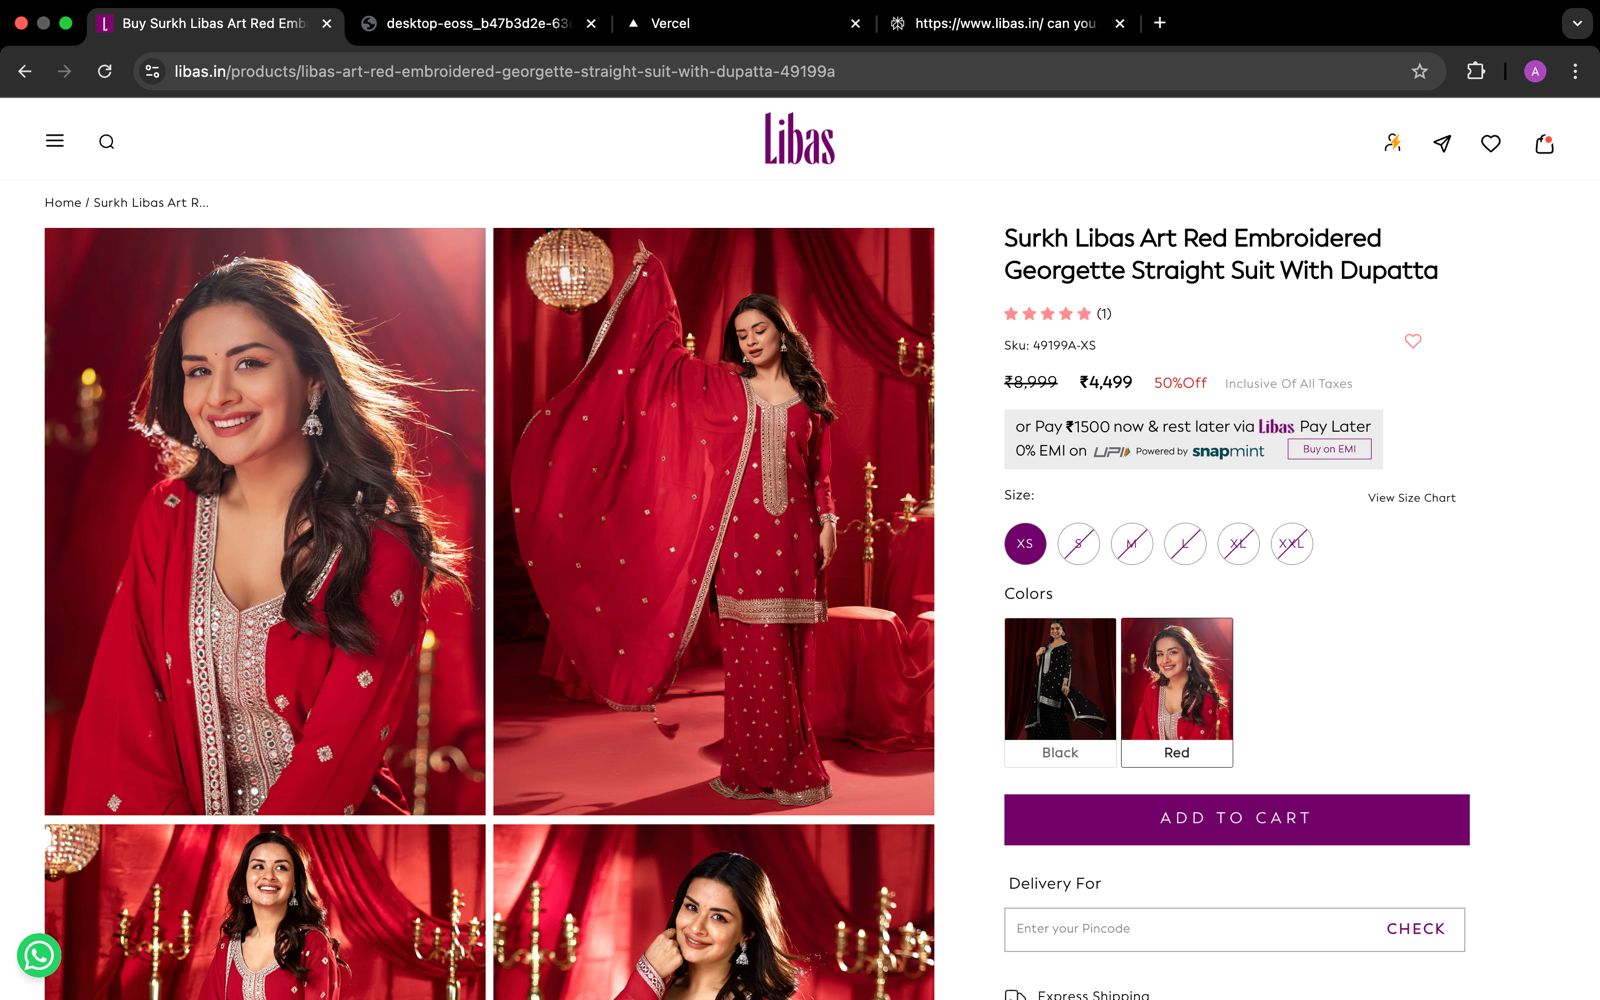 Buy Surkh Libas Art Red Emb
desktop-eoss_b47b3d2e-63
Vercel
https://www.libas.in/ can you
libas.in/products/libas-art-red-embroidered-georgette-straight-suit-with-dupatta-49199a
A
Libas
Home / Surkh Libas Art R...
Surkh Libas Art Red Embroidered
Georgette Straight Suit With Dupatta
(1)
Sku: 49199A-XS
₹8,999 ₹4,499 50%Off Inclusive Of All Taxes
or Pay ₹1500 now & rest later via Libas Pay Later
0% EMI on UPI Powered by snapmint Buy on EMI
Size:
View Size Chart
XS S M L XL XXL
Colors
Black
Red
ADD TO CART
Delivery For
Enter your Pincode
CHECK
Express Shipping